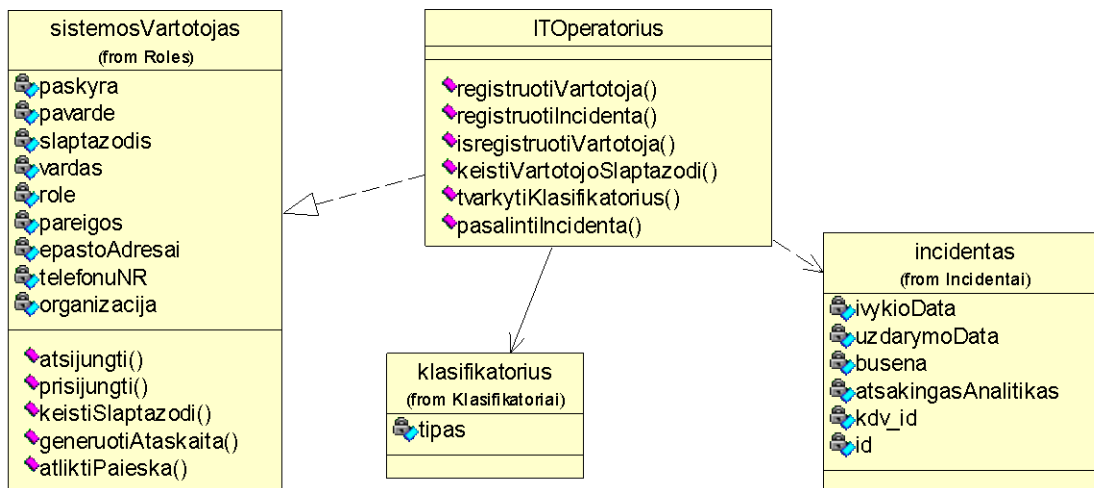 sistemosVartotojas
(from Roles)
paskyra
pavarde
slaptazodis
vardas
role
pareigos
epastoAdresai
telefonuNR
organizacija
atsijungti()
prisijungti()
keistiSlaptazodi()
generuotiAtaskaita()
atliktiPaieska()
ITOperatorius
registruotiVartotoja()
registruotiIncidenta()
isregistruotiVartotoja()
keistiVartotojoSlaptazodi()
tvarkytiKlasifikatorius()
pasalintiIncidenta()
klasifikatorius
(from Klasifikatoriai)
tipas
incidentas
(from Incidentai)
ivykioData
uzdarymoData
busena
atsakingasAnalitikas
kdv_id
id